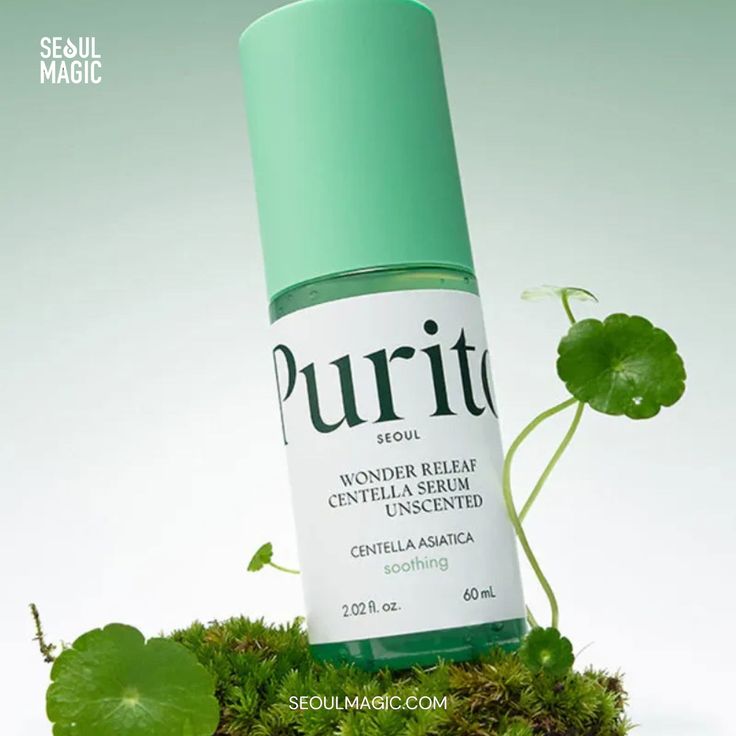 SEOUL
MAGIC
Purito
SEOUL
WONDER RELEAF
CENTELLA SERUM
UNSCENTED
CENTELLA ASIATICA
soothing
2.02 fl. oz.
60 mL
SEOULMAGIC.COM